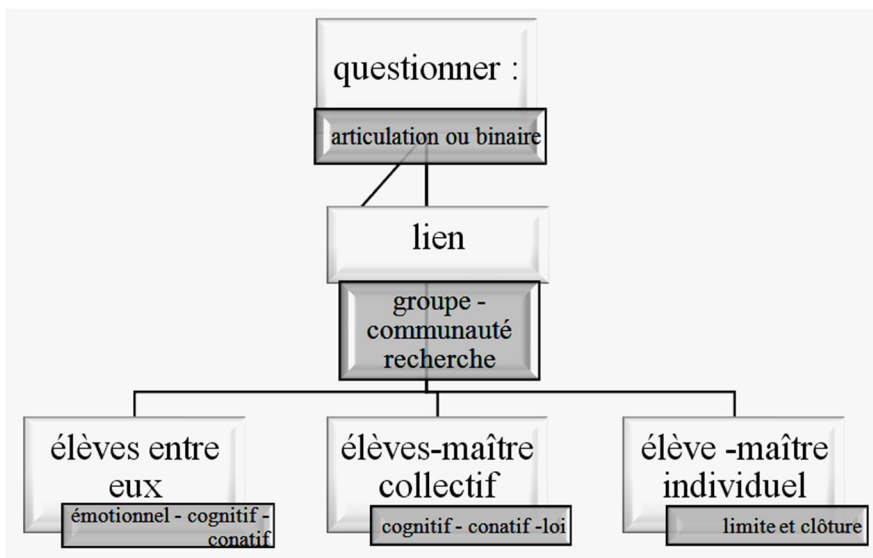 questionner :
articulation ou binaire
lien
groupe -
communauté
recherche
élèves entre
eux
émotionnel - cognitif -
conatif
élèves-maître
collectif
cognitif - conatif -loi
élève -maître
individuel
limite et clôture